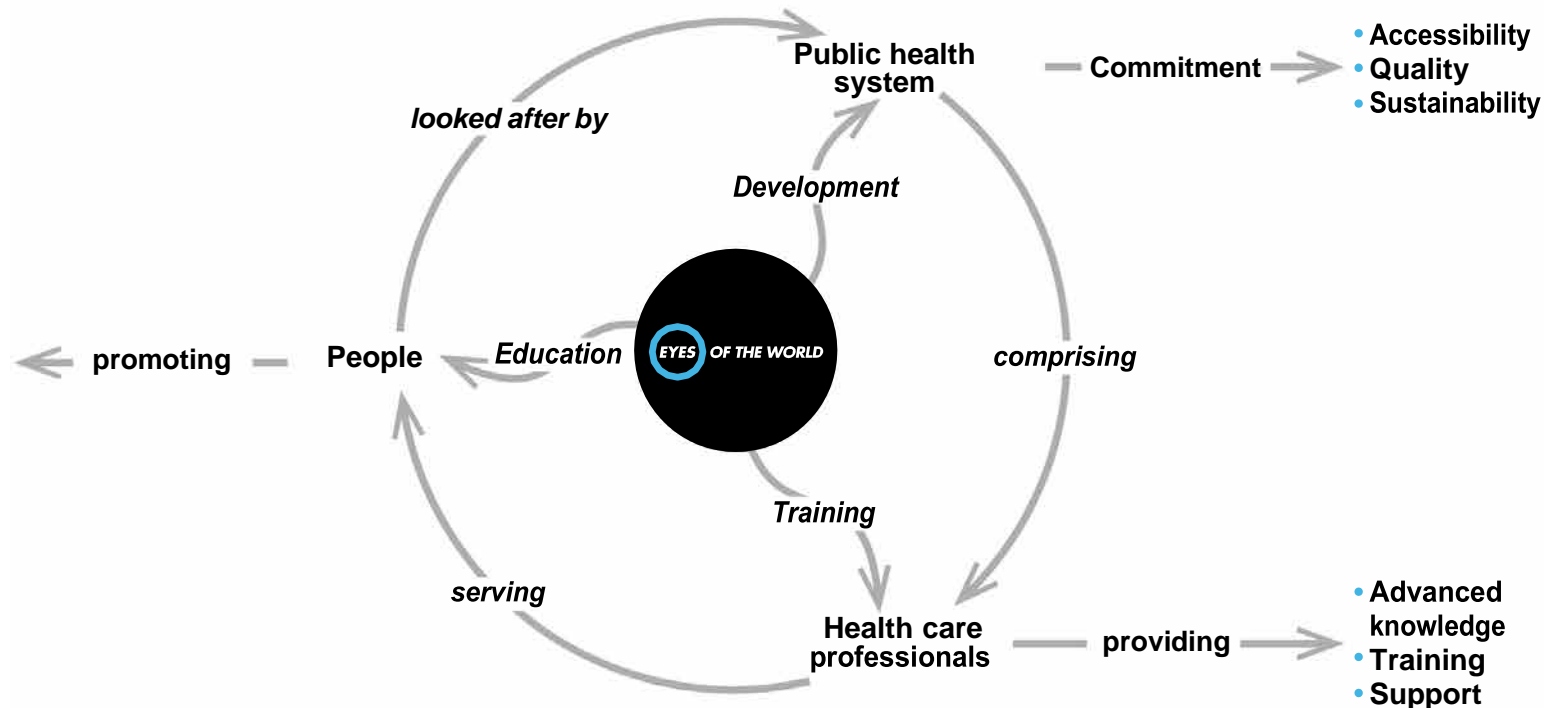 Public health
system
Commitment
• Accessibility
• Quality
• Sustainability
looked after by
Development
promoting
People
Education
EYES OF THE WORLD
comprising
Training
serving
Health care
professionals
providing
• Advanced
knowledge
• Training
• Support